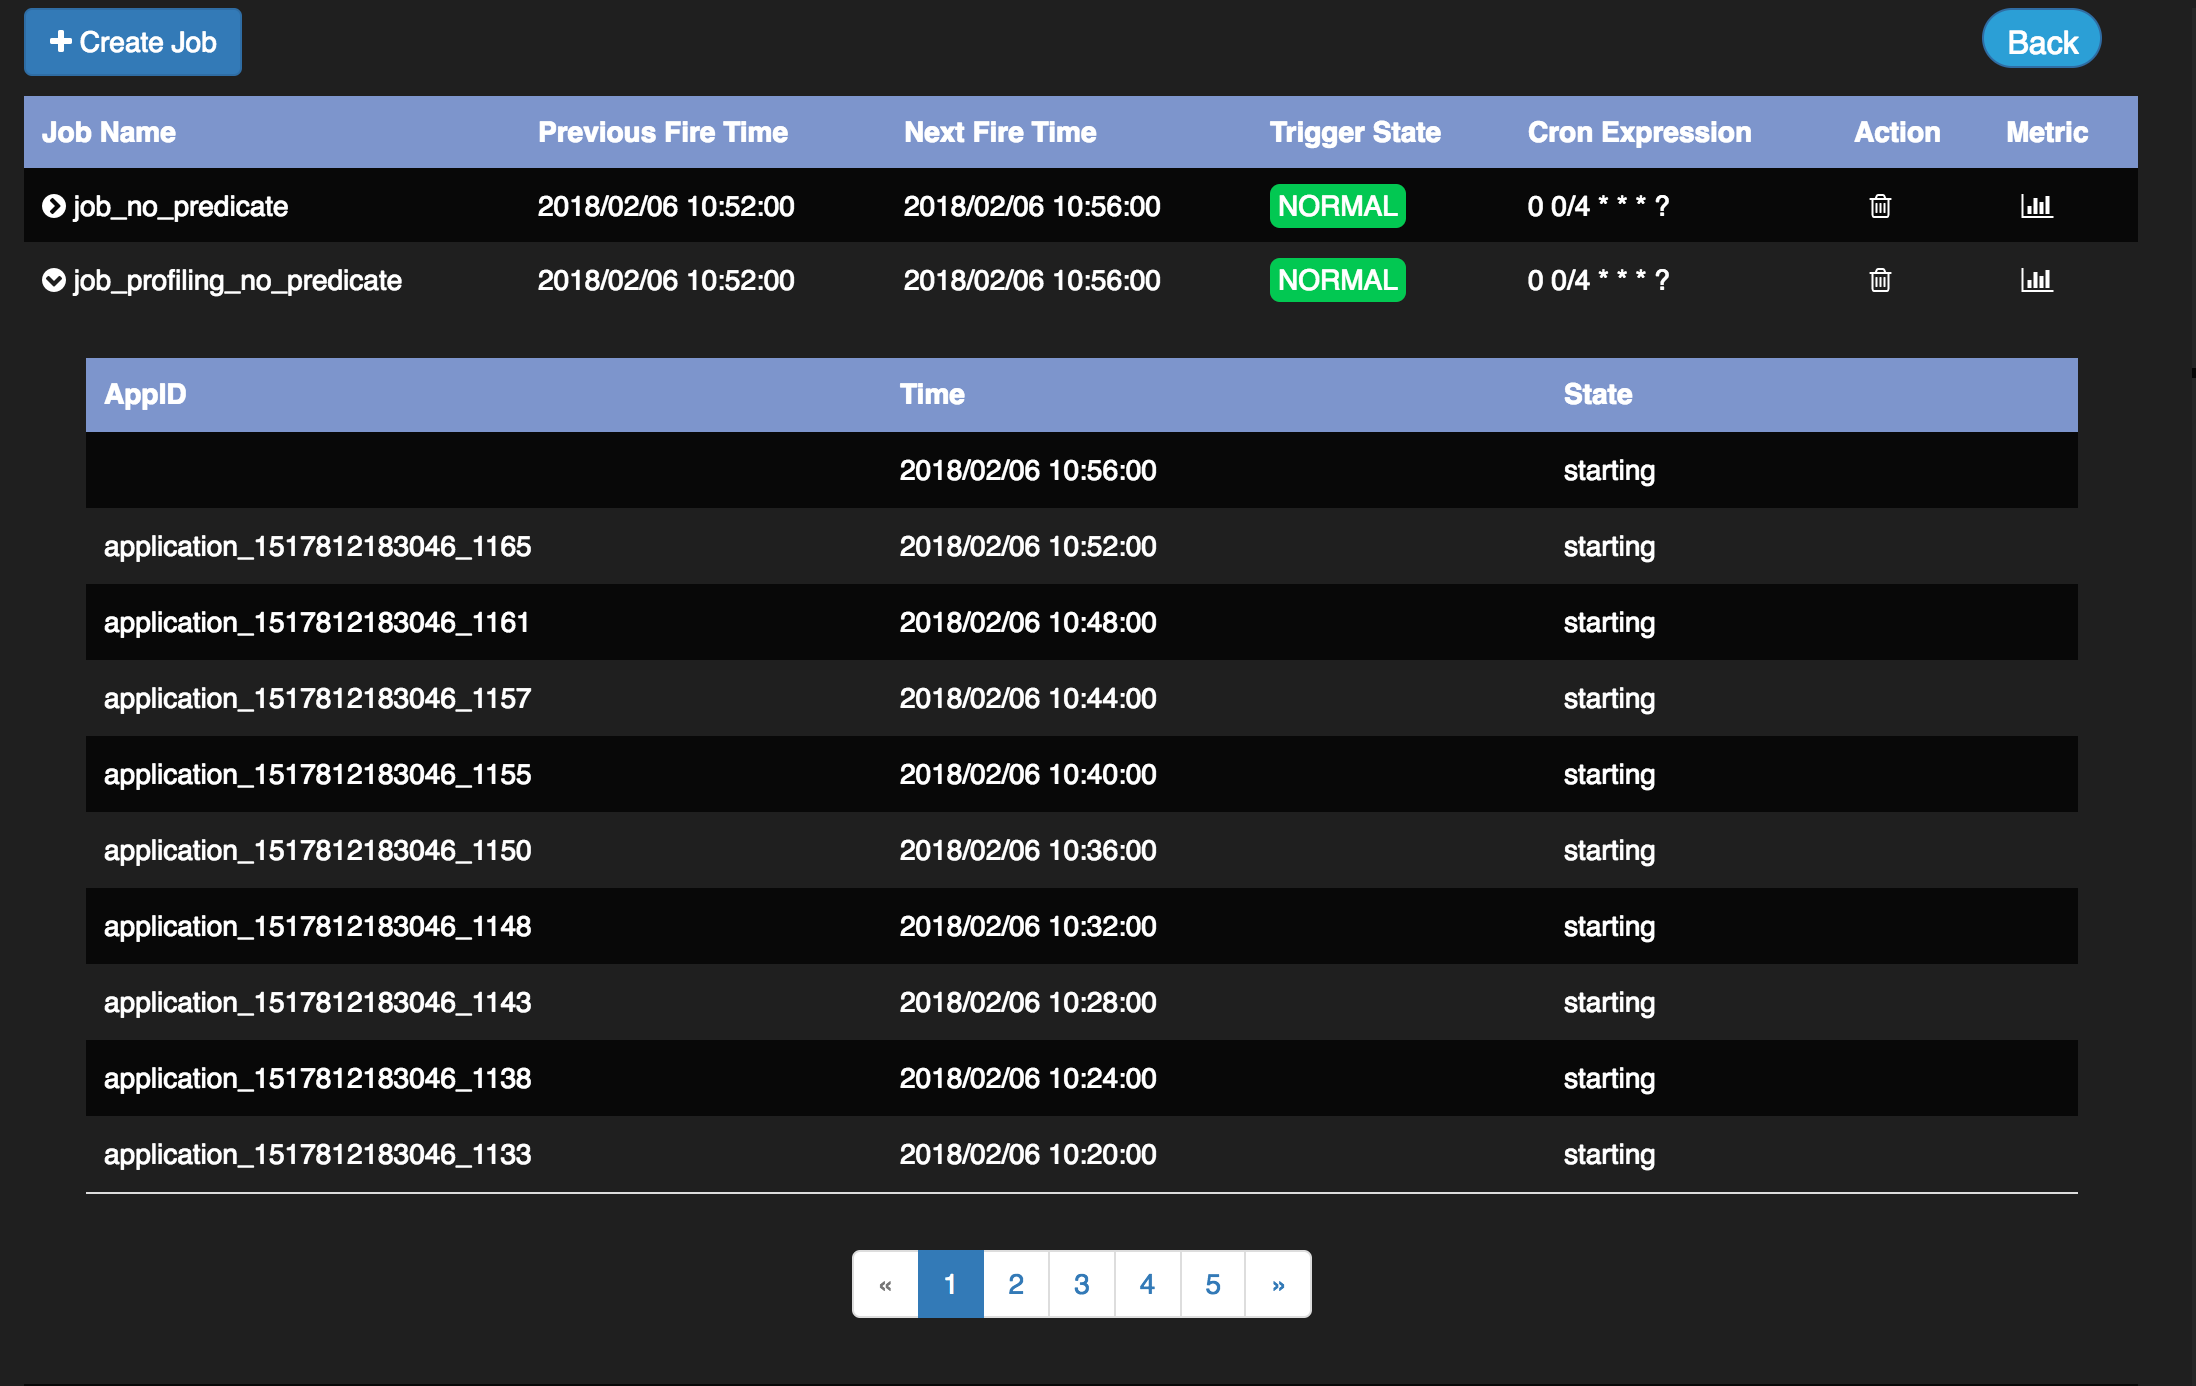 Create Job
Back
Job Name Previous Fire Time Next Fire Time Trigger State Cron Expression Action Metric
job_no_predicate 2018/02/06 10:52:00 2018/02/06 10:56:00 NORMAL 0 0/4 * * * ?
job_profiling_no_predicate 2018/02/06 10:52:00 2018/02/06 10:56:00 NORMAL 0 0/4 * * * ?
AppID Time State
2018/02/06 10:56:00 starting
application_1517812183046_1165 2018/02/06 10:52:00 starting
application_1517812183046_1161 2018/02/06 10:48:00 starting
application_1517812183046_1157 2018/02/06 10:44:00 starting
application_1517812183046_1155 2018/02/06 10:40:00 starting
application_1517812183046_1150 2018/02/06 10:36:00 starting
application_1517812183046_1148 2018/02/06 10:32:00 starting
application_1517812183046_1143 2018/02/06 10:28:00 starting
application_1517812183046_1138 2018/02/06 10:24:00 starting
application_1517812183046_1133 2018/02/06 10:20:00 starting
« 1 2 3 4 5 »